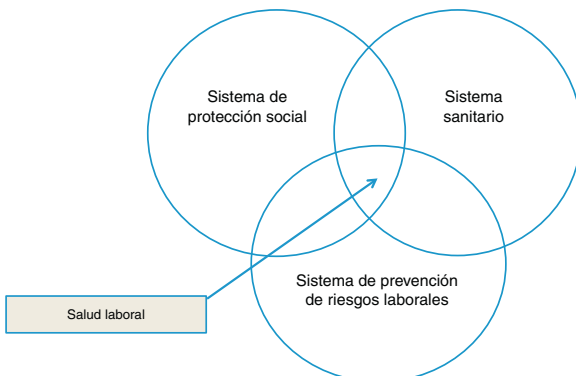 Sistema de
protección social
Sistema
sanitario
Sistema de prevención
de riesgos laborales
Salud laboral